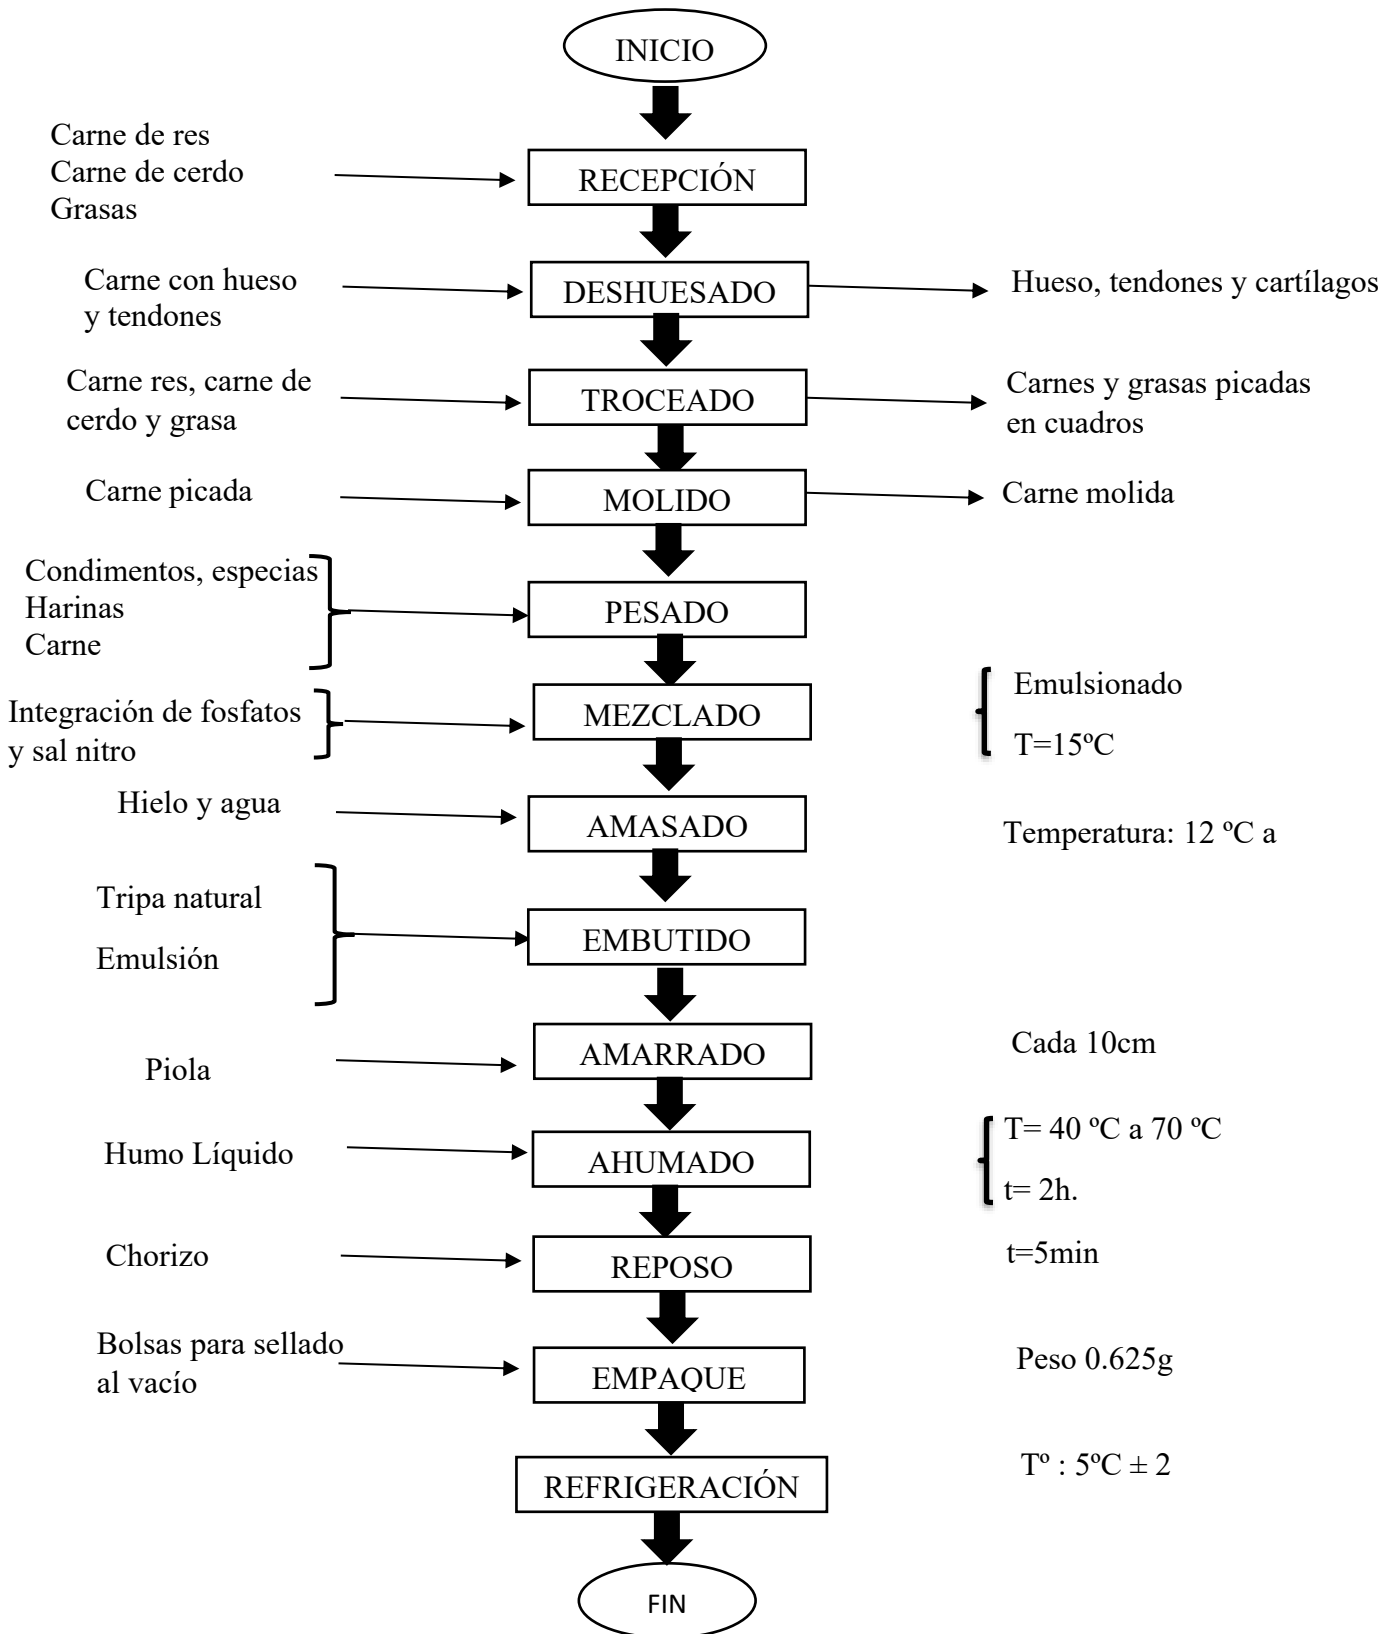 INICIO
Carne de res
Carne de cerdo
Grasas
RECEPCIÓN
Carne con hueso
y tendones
DESHUESADO
Hueso, tendones y cartílagos
Carne res, carne de
cerdo y grasa
TROCEADO
Carnes y grasas picadas
en cuadros
Carne picada
MOLIDO
Carne molida
Condimentos, especias
Harinas
Carne
PESADO
Integración de fosfatos
y sal nitro
MEZCLADO
Emulsionado
T=15ºC
Hielo y agua
AMASADO
Temperatura: 12 ºC a
Tripa natural
Emulsión
EMBUTIDO
Piola
AMARRADO
Cada 10cm
Humo Líquido
AHUMADO
T= 40 ºC a 70 ºC
t= 2h.
Chorizo
REPOSO
t=5min
Bolsas para sellado
al vacío
EMPAQUE
Peso 0.625g
REFRIGERACIÓN
Tº : 5ºC ± 2
FIN